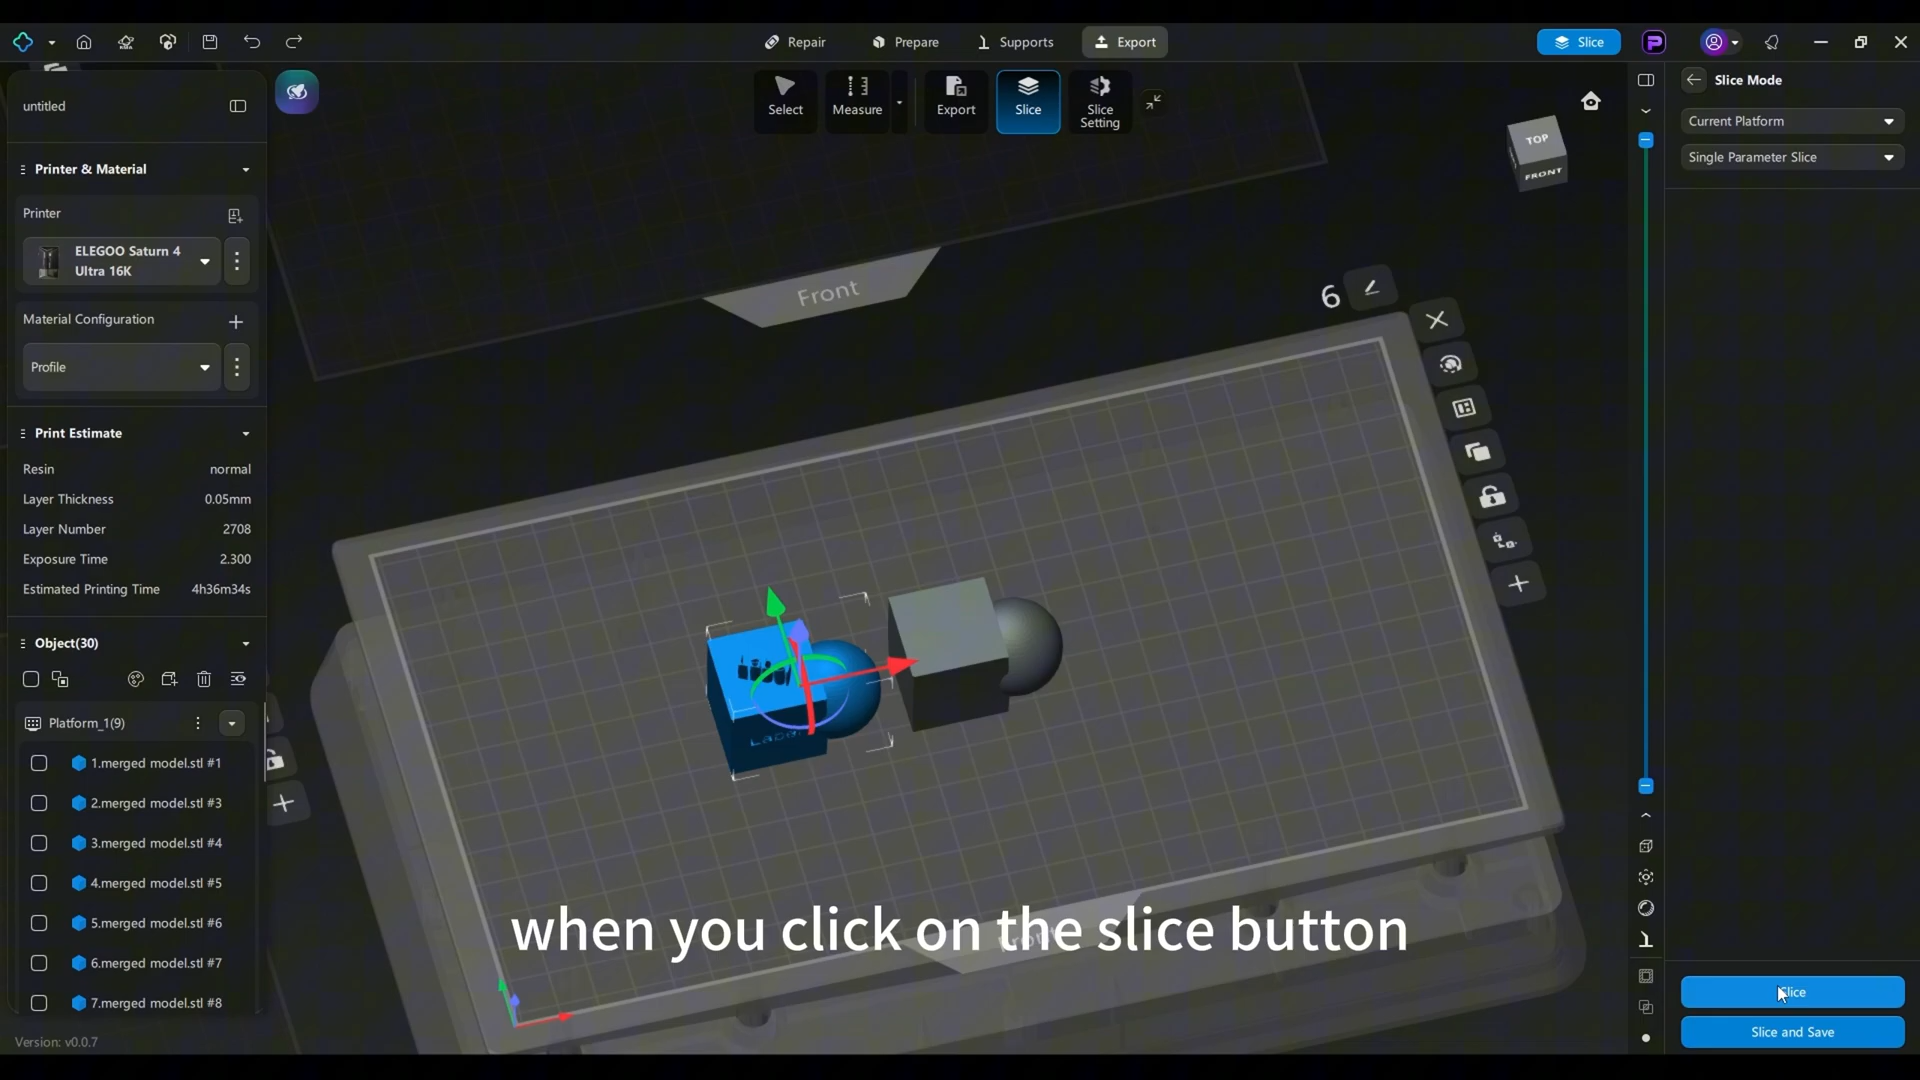 Repair
Prepare
Supports
Export
Slice
untitled
Select
Measure
Export
Slice
Slice
Setting
Slice Mode
Current Platform
Single Parameter Slice
TOP
FRONT
Printer & Material
Printer
ELEGOO Saturn 4
Ultra 16K
Material Configuration
Profile
Front
6
Print Estimate
Resin normal
Layer Thickness 0.05mm
Layer Number 2708
Exposure Time 2.300
Estimated Printing Time 4h36m34s
Object(30)
Platform_1(9)
1.merged model.stl #1
2.merged model.stl #3
3.merged model.stl #4
4.merged model.stl #5
5.merged model.stl #6
6.merged model.stl #7
7.merged model.stl #8
when you click on the slice button
Slice
Slice and Save
Version: v0.0.7